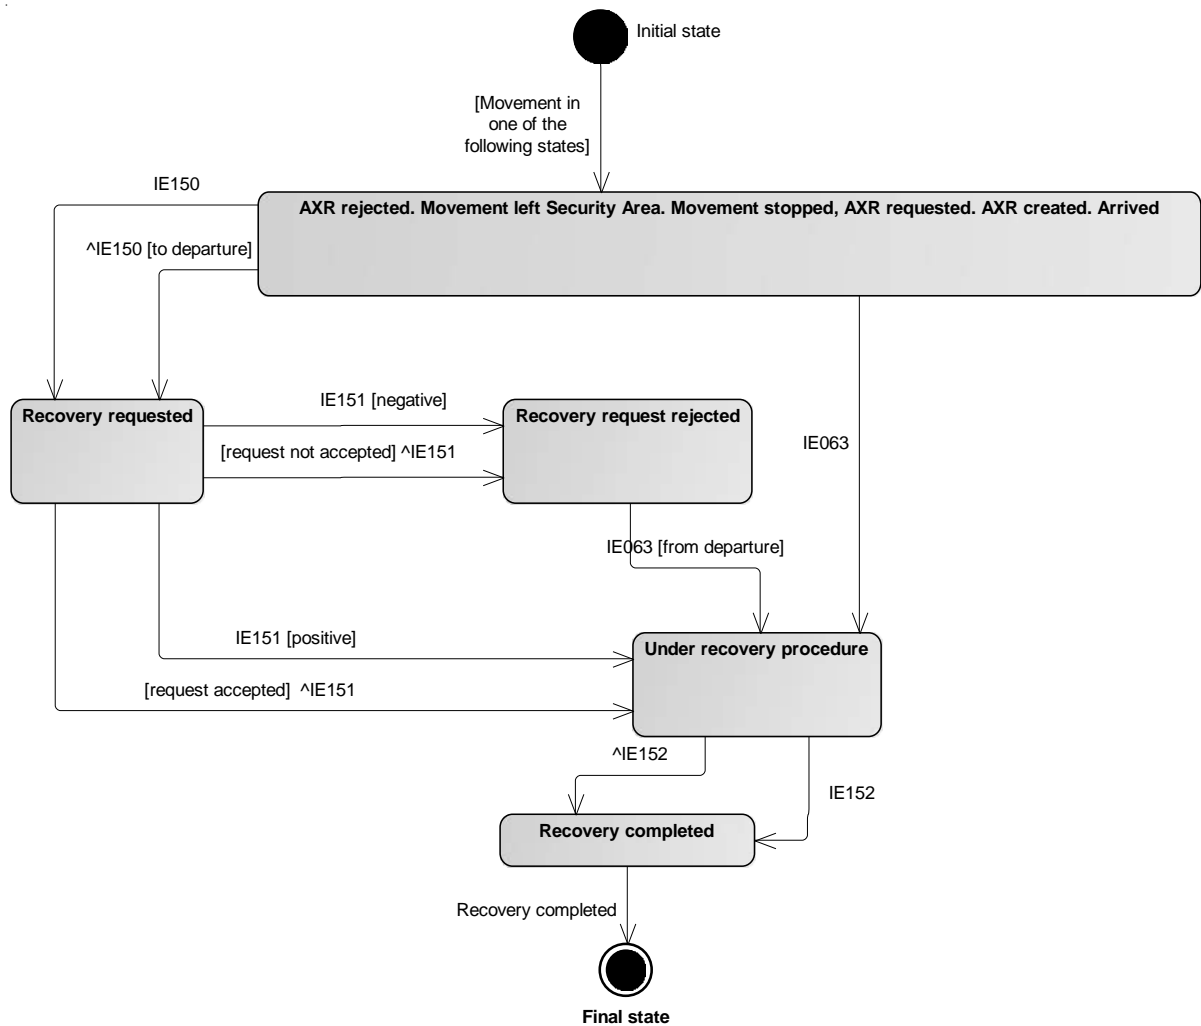 Initial state
[Movement in
one of the
following states]
IE150
AXR rejected. Movement left Security Area. Movement stopped, AXR requested. AXR created. Arrived
^IE150 [to departure]
Recovery requested
IE151 [negative]
Recovery request rejected
[request not accepted] ^IE151
IE063
IE063 [from departure]
IE151 [positive]
Under recovery procedure
[request accepted] ^IE151
^IE152
IE152
Recovery completed
Recovery completed
Final state